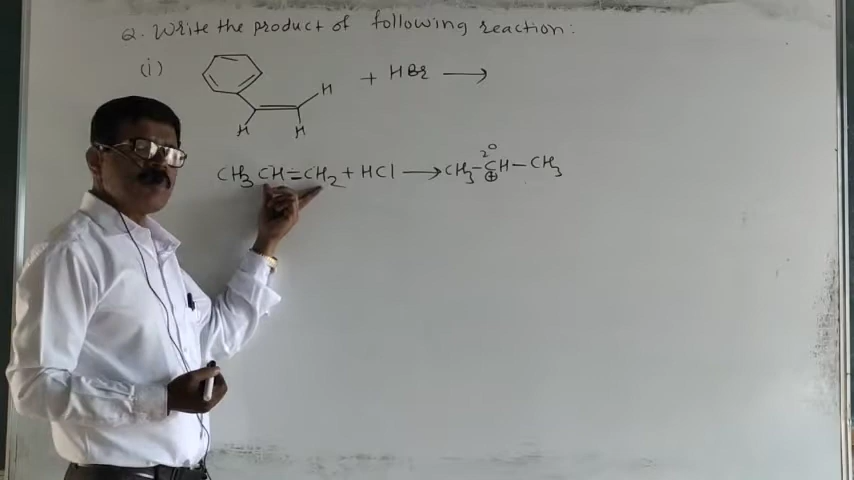 Q. Write the product of following reaction:
(i)
+ HBr ⟶
H
H H
CH3 CH=CH2 + HCl ⟶ CH3-CH-CH3
2°
⊕